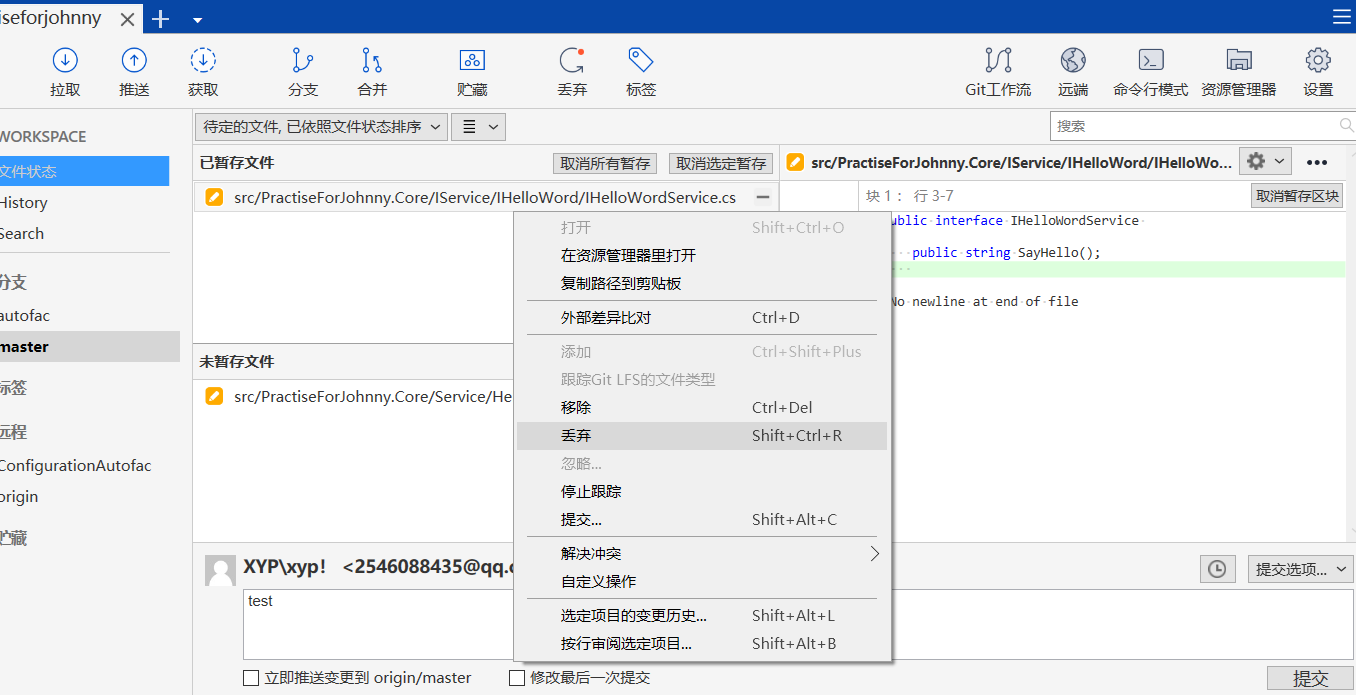 iseforjohnny
拉取
推送
获取
分支
合并
贮藏
丢弃
标签
Git工作流
远端
命令行模式
资源管理器
设置
WORKSPACE
文件状态
History
Search
分支
autofac
master
标签
远程
ConfigurationAutofac
origin
贮藏
待定的文件, 已依照文件状态排序
搜索
已暂存文件
取消所有暂存
取消选定暂存
src/PractiseForJohnny.Core/IService/IHelloWord/IHelloWordService.cs
未暂存文件
src/PractiseForJohnny.Core/Service/He
src/PractiseForJohnny.Core/IService/IHelloWord/IHelloWo...
块 1： 行 3-7
取消暂存区块
ublic·interface·IHelloWordService·
····public·string·SayHello();
No·newline·at·end·of·file
打开 Shift+Ctrl+O
在资源管理器里打开
复制路径到剪贴板
外部差异比对 Ctrl+D
添加 Ctrl+Shift+Plus
跟踪Git LFS的文件类型
移除 Ctrl+Del
丢弃 Shift+Ctrl+R
忽略...
停止跟踪
提交... Shift+Alt+C
解决冲突
自定义操作
选定项目的变更历史... Shift+Alt+L
按行审阅选定项目... Shift+Alt+B
XYP\xyp! <2546088435@qq.c
提交选项...
test
立即推送变更到 origin/master
修改最后一次提交
提交